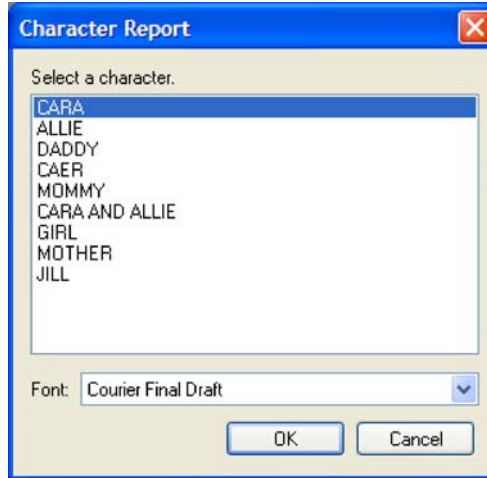 Character Report
Select a character.
CARA
ALLIE
DADDY
CAER
MOMMY
CARA AND ALLIE
GIRL
MOTHER
JILL
Font: Courier Final Draft
OK Cancel